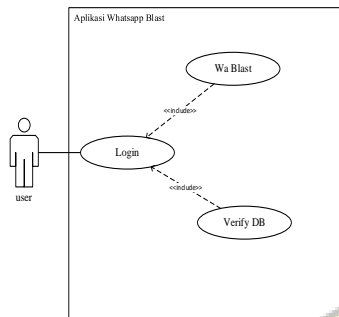 Aplikasi Whatsapp Blast
Wa Blast
<<include>>
Login
<<include>>
user
Verify DB